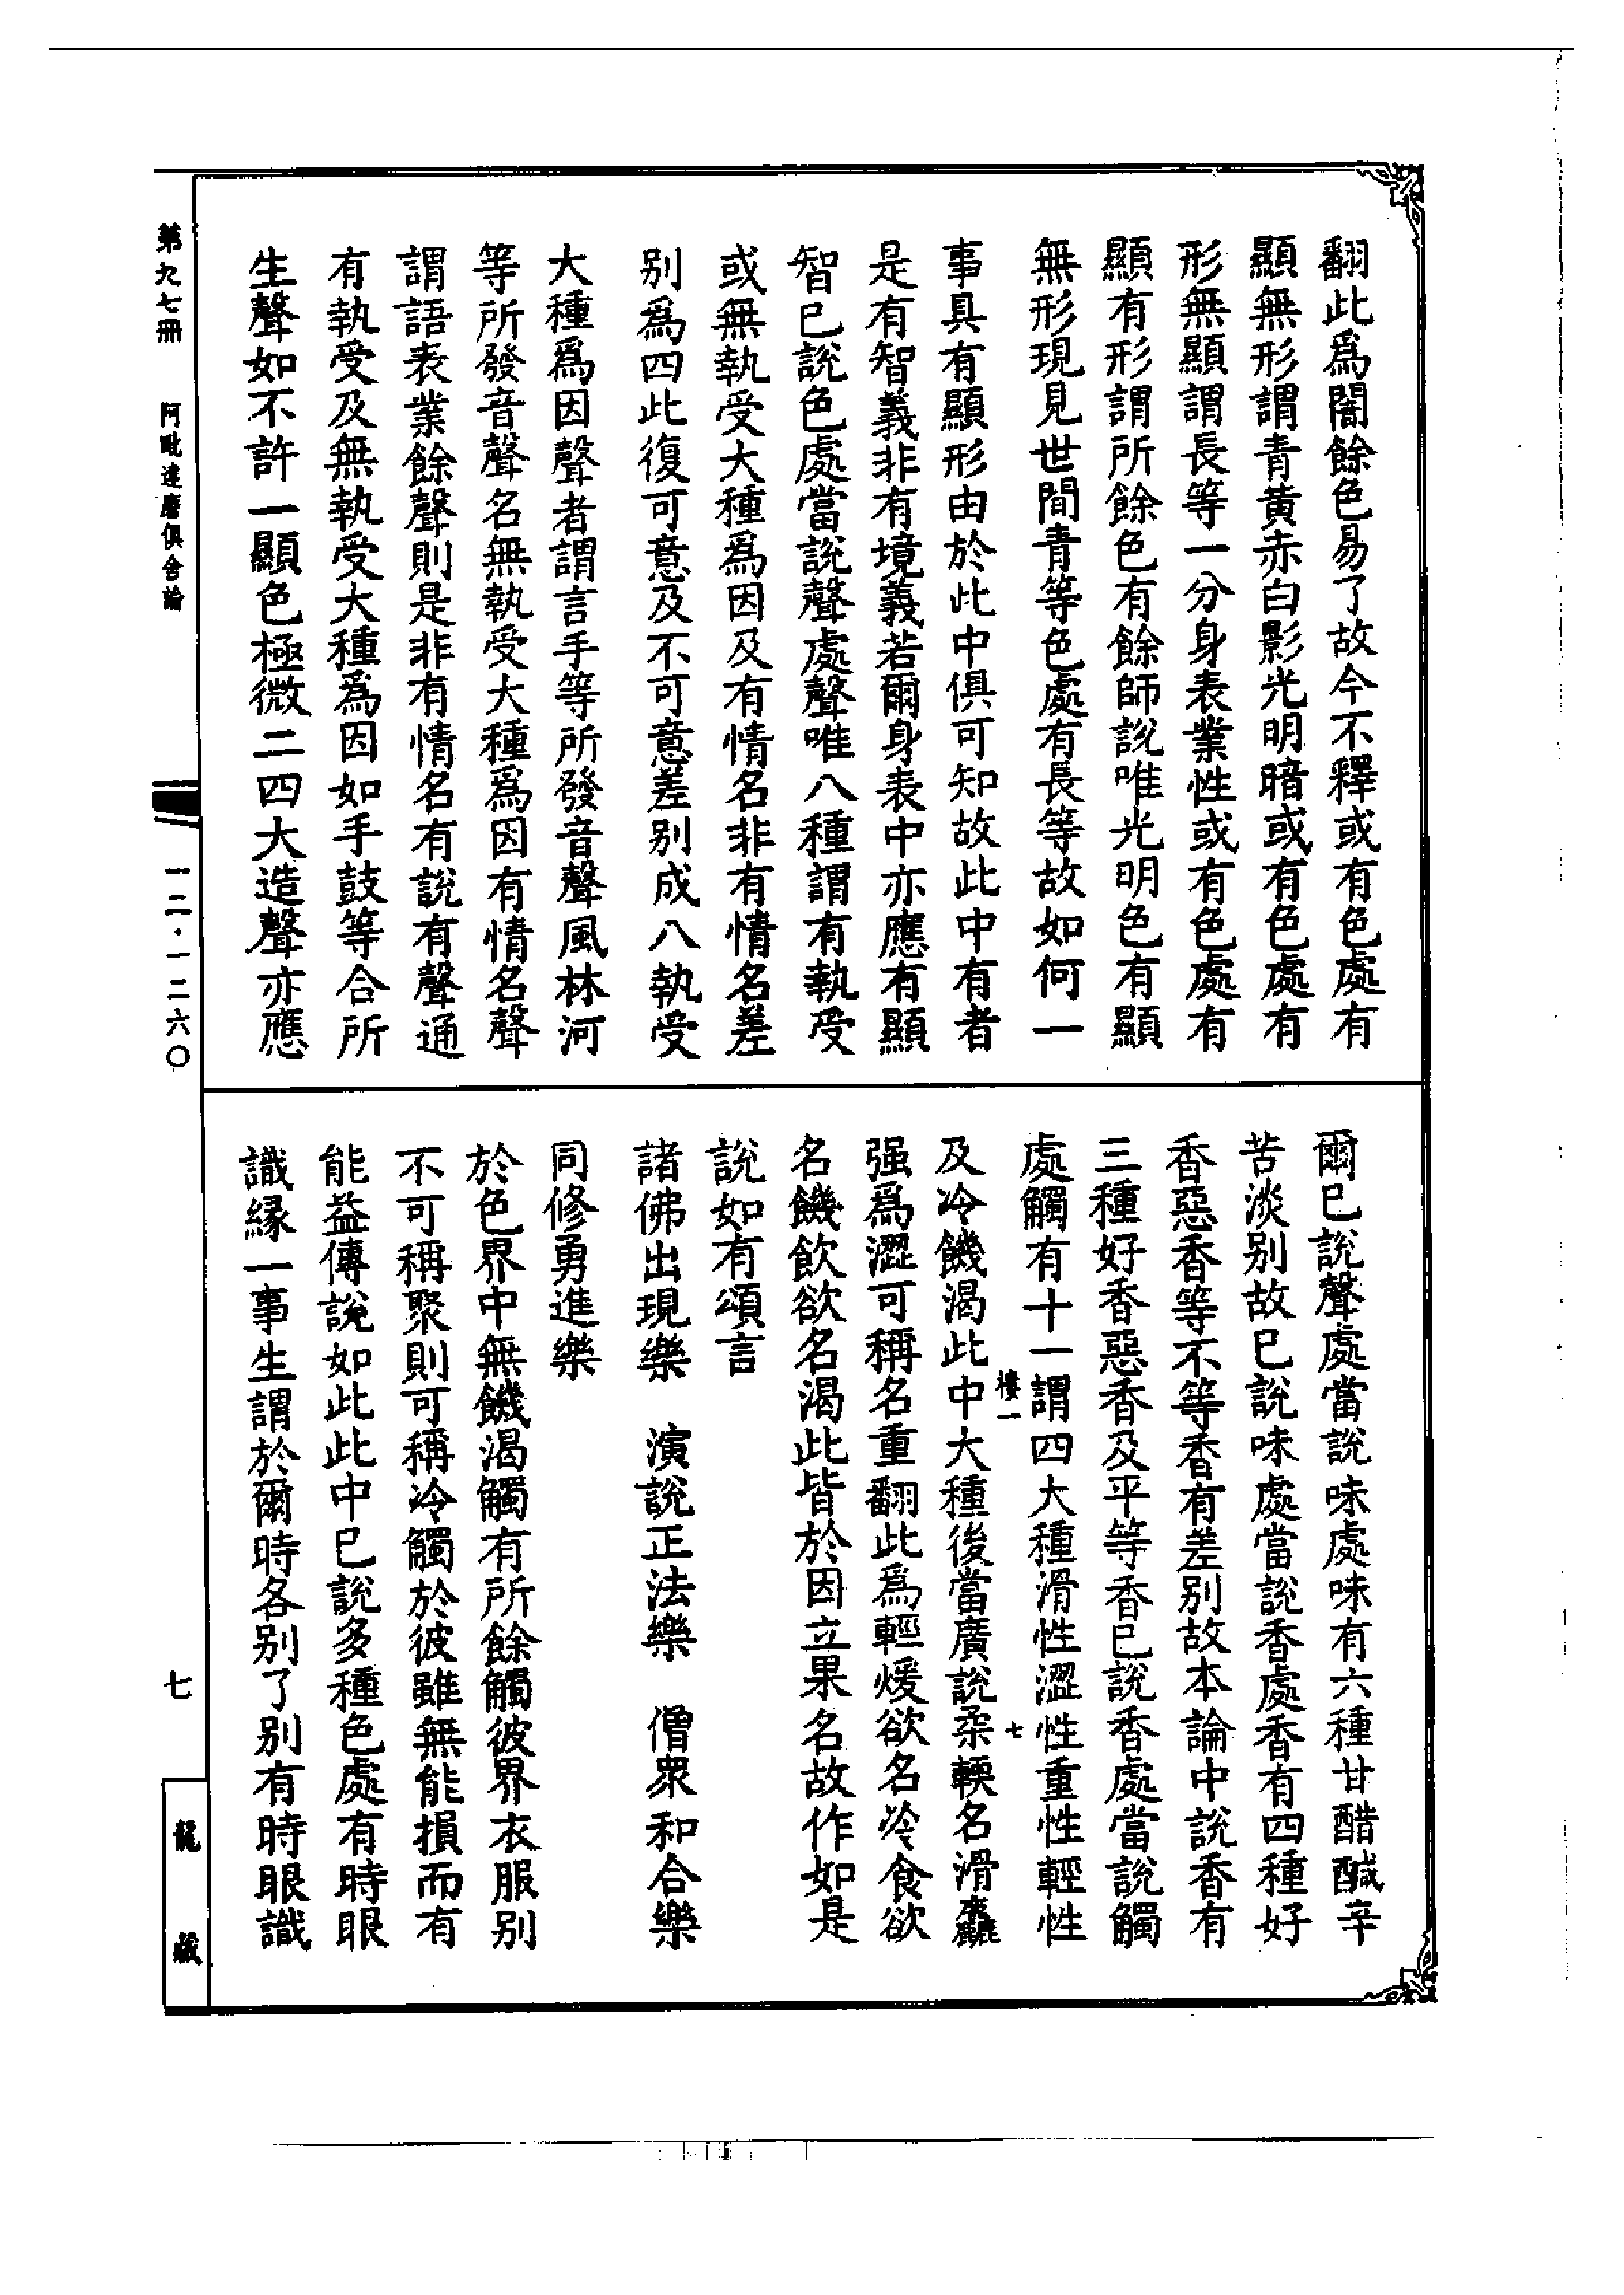 翻此爲闇餘色易了故今不釋或有色處有
顯無形謂青黄赤白影光明暗或有色處有
形無顯謂長等一分身表業性或有色處有
顯有形謂所餘色有餘師說唯光明色有顯
無形現見世間青等色處有長等故如何一
事具有顯形由於此中俱可知故此中有者
是有智義非有境義若爾身表中亦應有顯
智已說色處當說聲處聲唯八種謂有執受
或無執受大種爲因及有情名非有情名差
别爲四此復可意及不可意差别成八執受
大種爲因聲者謂言手等所發音聲風林河
等所發音聲名無執受大種爲因有情名聲
謂語表業餘聲則是非有情名有說有聲通
有執受及無執受大種爲因如手鼓等合所
生聲如不許一顯色極微二四大造聲亦應
爾已說聲處當說味處味有六種甘醋醎辛
苦淡别故已說味處當說香處香有四種好
香惡香等不等香有差别故本論中說香有
三種好香惡香及平等香已說香處當說觸
處觸有十一謂四大種滑性澀性重性輕性
樓一
七
及冷饑渴此中大種後當廣說柔輭名滑麤
强爲澀可稱名重翻此爲輕煖欲名冷食欲
名饑飲欲名渴此皆於因立果名故作如是
說如有頌言
諸佛出現樂　演說正法樂　僧衆和合樂
同修勇進樂
於色界中無饑渴觸有所餘觸彼界衣服别
不可稱聚則可稱冷觸於彼雖無能損而有
能益傳說如此此中已說多種色處有時眼
識緣一事生謂於爾時各别了别有時眼識
第九七冊　阿毗達磨俱舍論
一二·一二六〇
七
龍藏